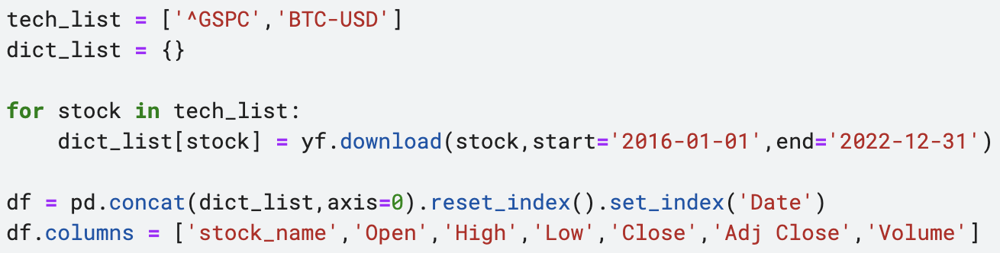 tech_list = ['^GSPC','BTC-USD']
dict_list = {}
for stock in tech_list:
    dict_list[stock] = yf.download(stock,start='2016-01-01',end='2022-12-31')
df = pd.concat(dict_list,axis=0).reset_index().set_index('Date')
df.columns = ['stock_name','Open','High','Low','Close','Adj Close','Volume']